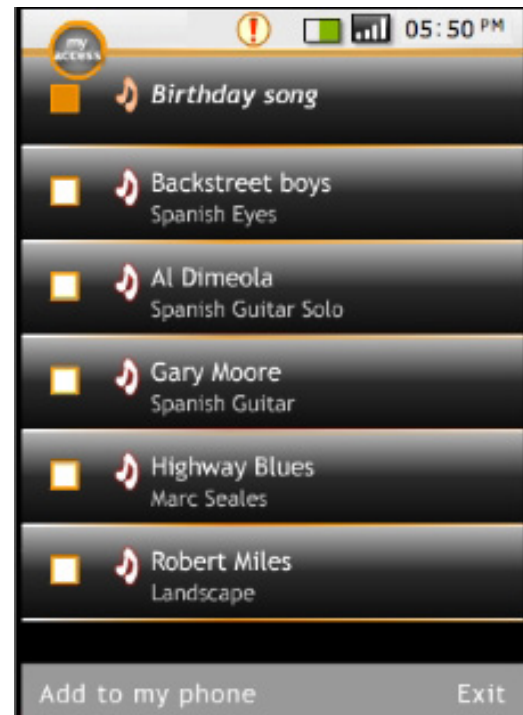 my
access
05:50 PM
Birthday song
Backstreet boys
Spanish Eyes
Al Dimeola
Spanish Guitar Solo
Gary Moore
Spanish Guitar
Highway Blues
Marc Seales
Robert Miles
Landscape
Add to my phone Exit